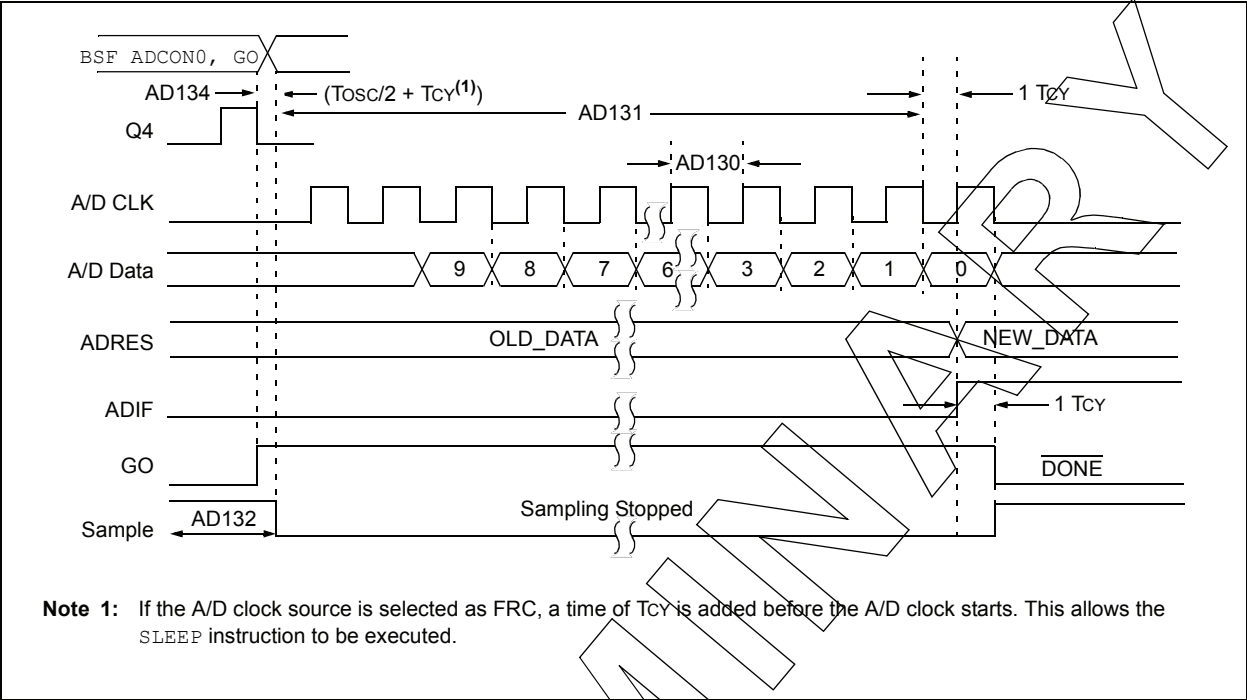 BSF ADCON0, GO
AD134
(TOSC/2 + TCY(1))
1 TCY
AD131
Q4
AD130
A/D CLK
A/D Data
9
8
7
6
3
2
1
0
ADRES
OLD_DATA
NEW_DATA
ADIF
1 TCY
GO
DONE
Sampling Stopped
AD132
Sample
Note 1: If the A/D clock source is selected as FRC, a time of TCY is added before the A/D clock starts. This allows the
SLEEP instruction to be executed.